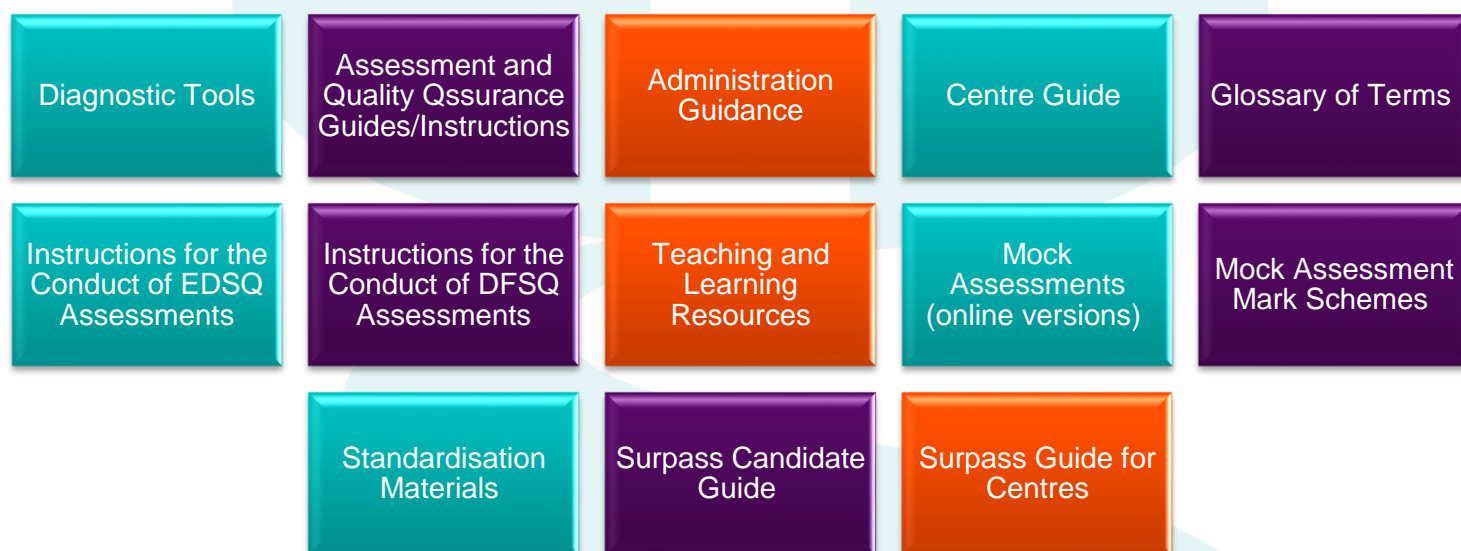 Diagnostic Tools
Assessment and
Quality Qssurance
Guides/Instructions
Administration
Guidance
Centre Guide
Glossary of Terms
Instructions for the
Conduct of EDSQ
Assessments
Instructions for the
Conduct of DFSQ
Assessments
Teaching and
Learning
Resources
Mock
Assessments
(online versions)
Mock Assessment
Mark Schemes
Standardisation
Materials
Surpass Candidate
Guide
Surpass Guide for
Centres